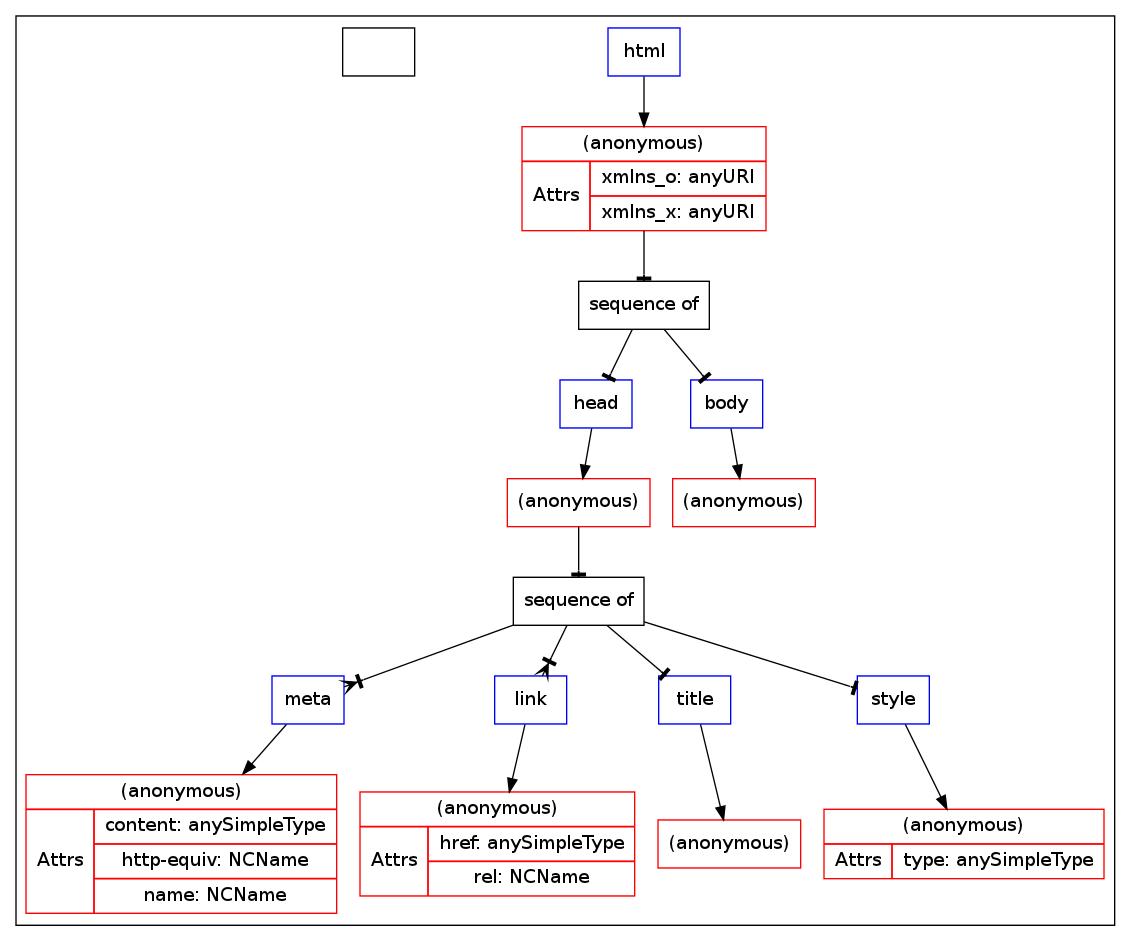 html
(anonymous)
Attrs
xmlns_o: anyURI
xmlns_x: anyURI
sequence of
head
body
(anonymous)
(anonymous)
sequence of
meta
link
title
style
(anonymous)
Attrs
content: anySimpleType
http-equiv: NCName
name: NCName
(anonymous)
Attrs
href: anySimpleType
rel: NCName
(anonymous)
(anonymous)
Attrs
type: anySimpleType